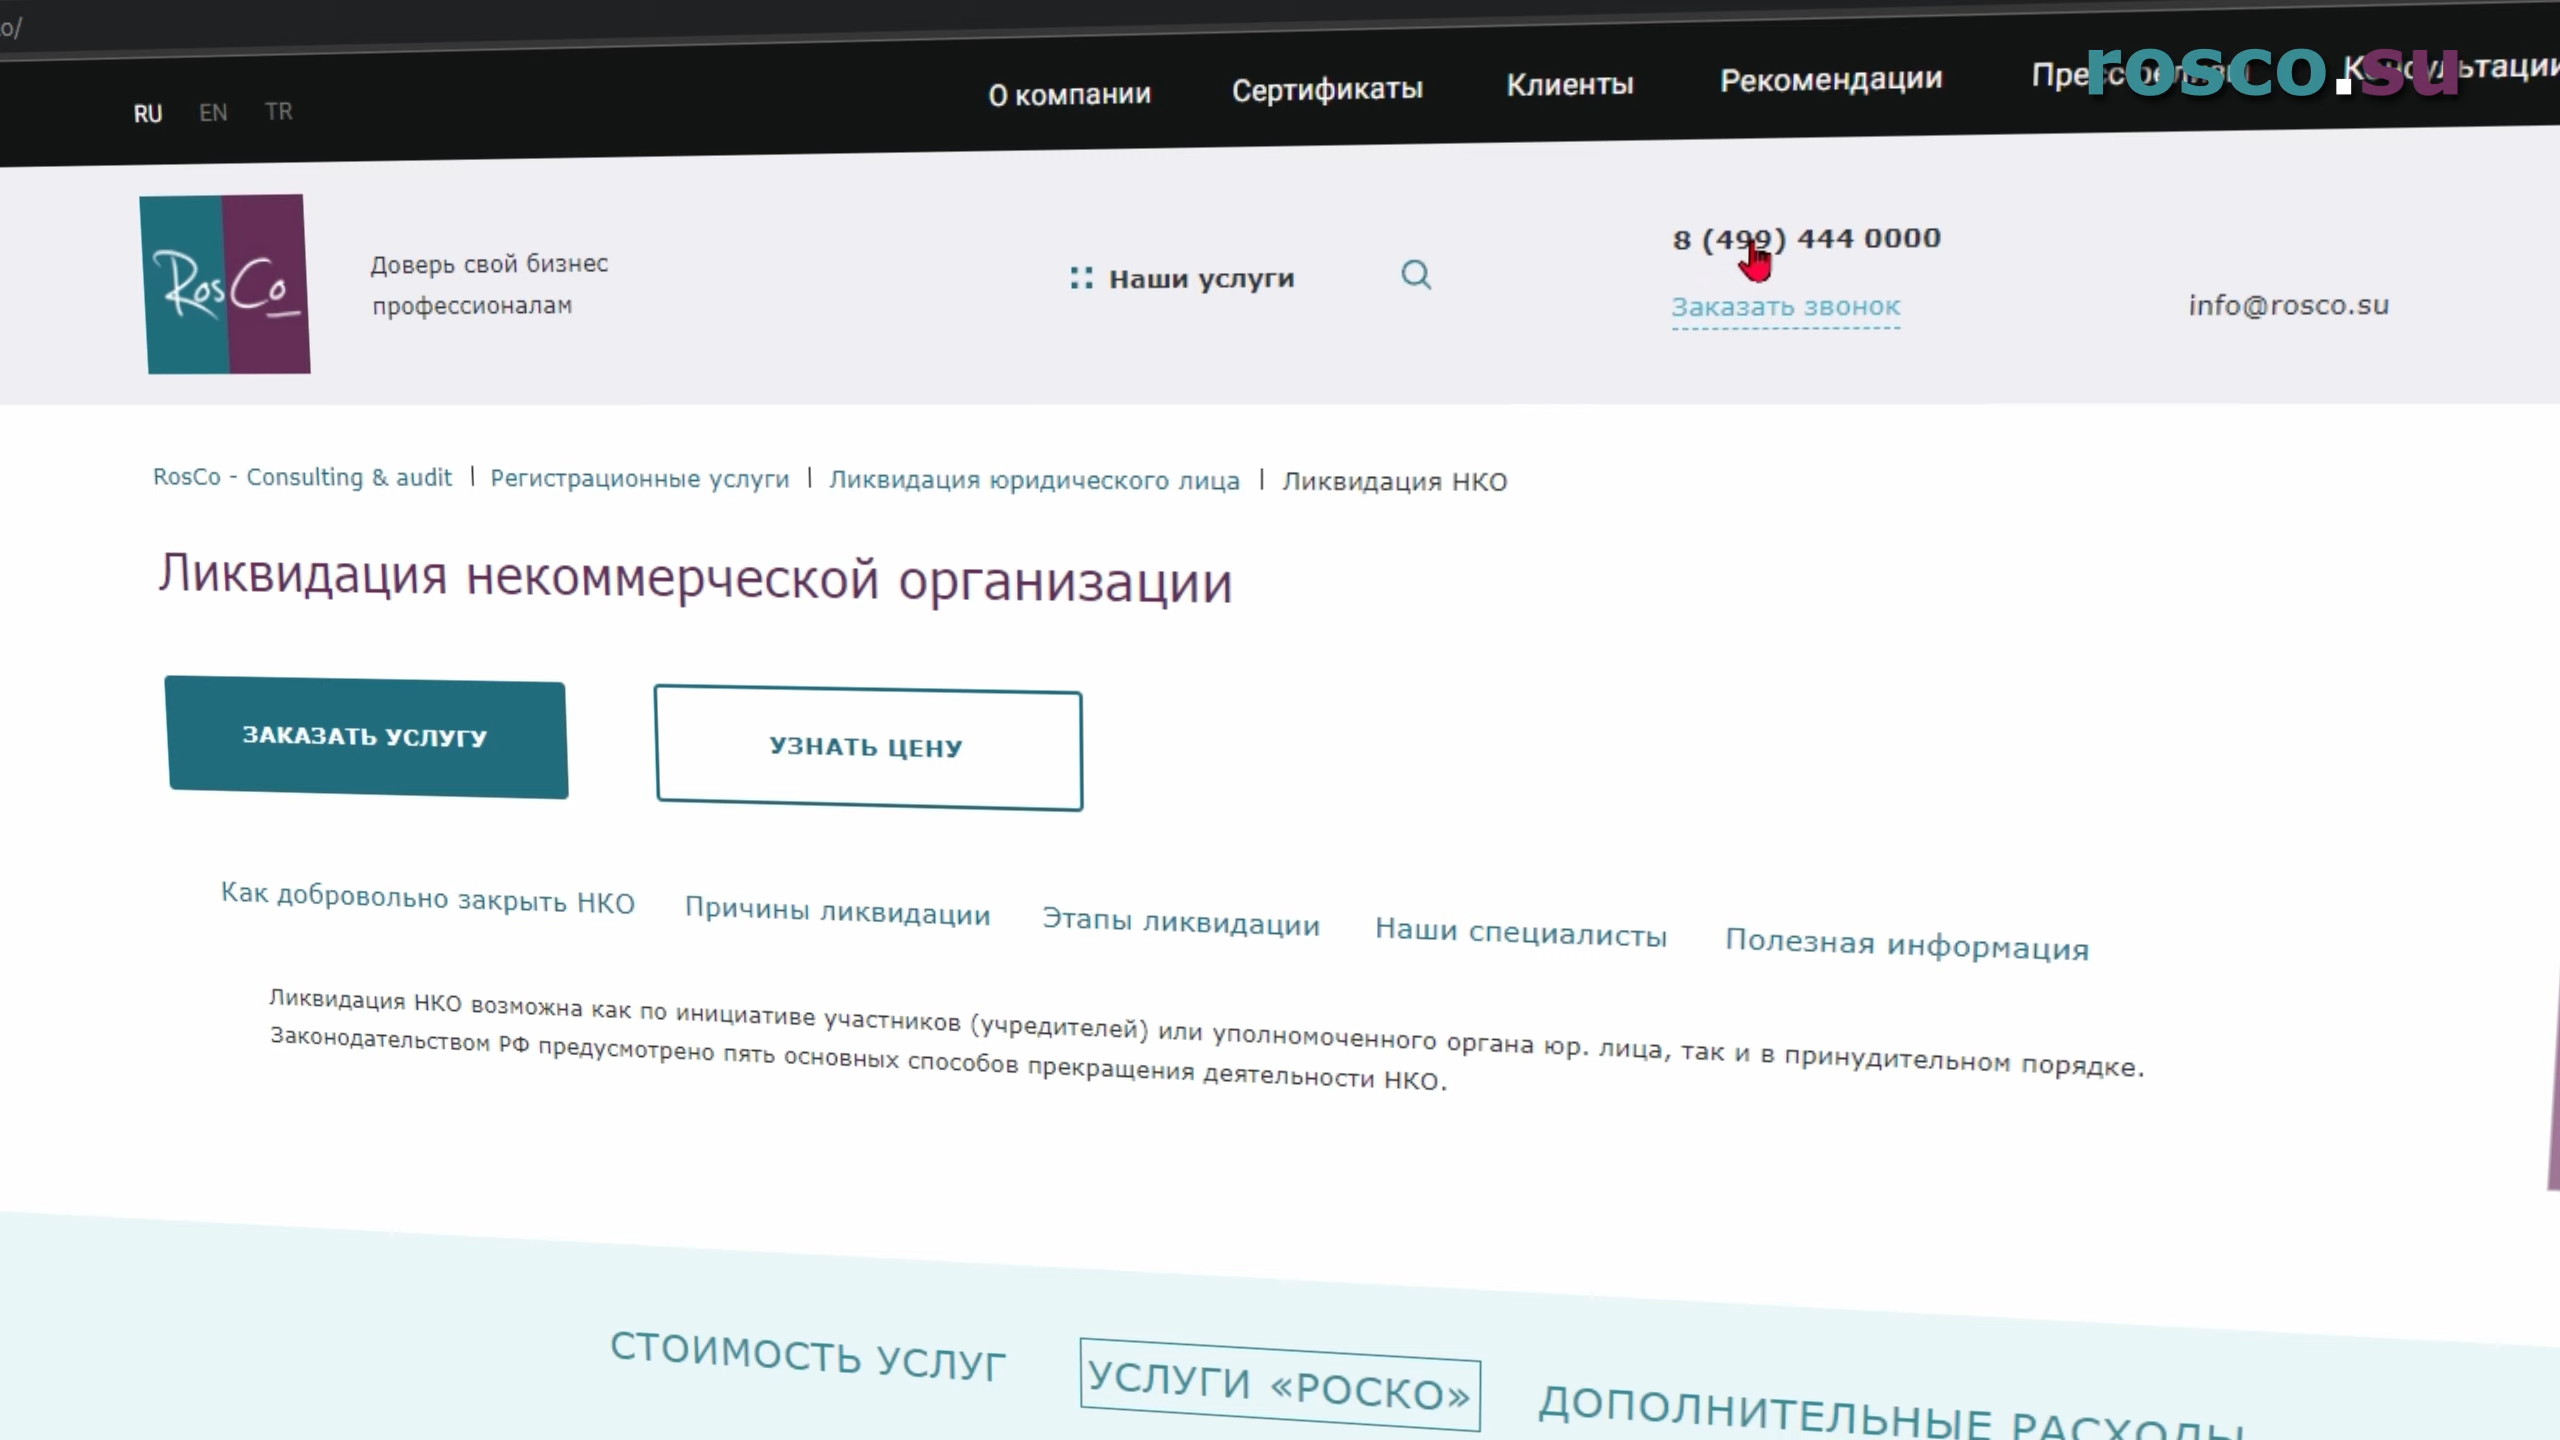 o/
rosco.su
RU EN TR
О компании Сертификаты Клиенты Рекомендации
RosCo
Доверь свой бизнес
профессионалам
Наши услуги
8 (499) 444 0000
Заказать звонок
info@rosco.su
RosCo - Consulting & audit | Регистрационные услуги | Ликвидация юридического лица | Ликвидация НКО
Ликвидация некоммерческой организации
ЗАКАЗАТЬ УСЛУГУ
УЗНАТЬ ЦЕНУ
Как добровольно закрыть НКО Причины ликвидации Этапы ликвидации Наши специалисты Полезная информация
Ликвидация НКО возможна как по инициативе участников (учредителей) или уполномоченного органа юр. лица, так и в принудительном порядке.
Законодательством РФ предусмотрено пять основных способов прекращения деятельности НКО.
СТОИМОСТЬ УСЛУГ
УСЛУГИ «РОСКО»
ДОПОЛНИТЕЛЬНЫЕ РАСХОДЫ